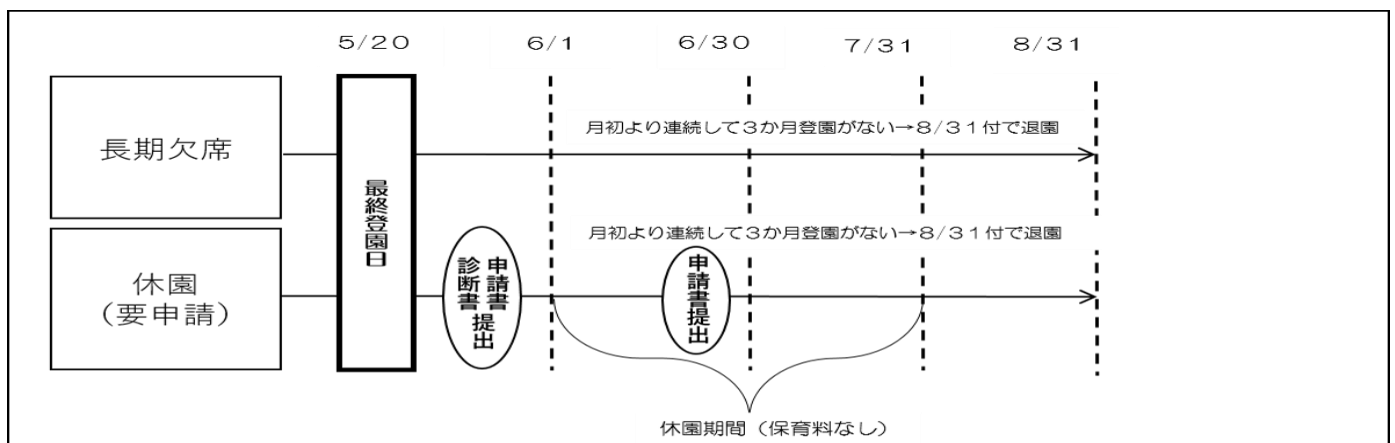 5/20 6/1 6/30 7/31 8/31
長期欠席
月初より連続して3か月登園がない→8/31付で退園
最終登園日
休園
(要申請)
申請書
診断書 提出
月初より連続して3か月登園がない→8/31付で退園
申請書提出
休園期間(保育料なし)